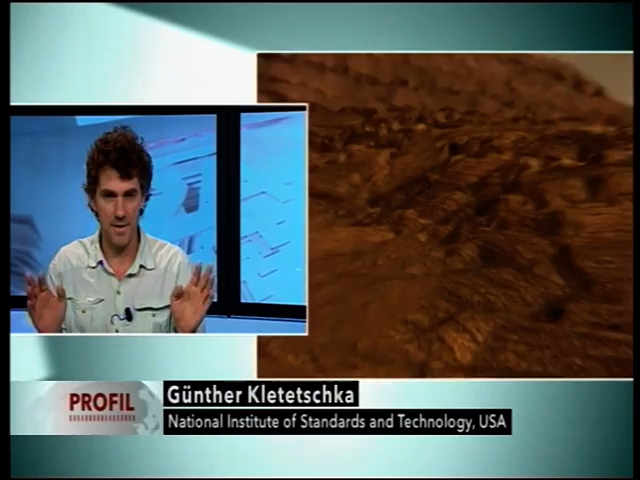 PROFIL
Günther Kletetschka
National Institute of Standards and Technology, USA